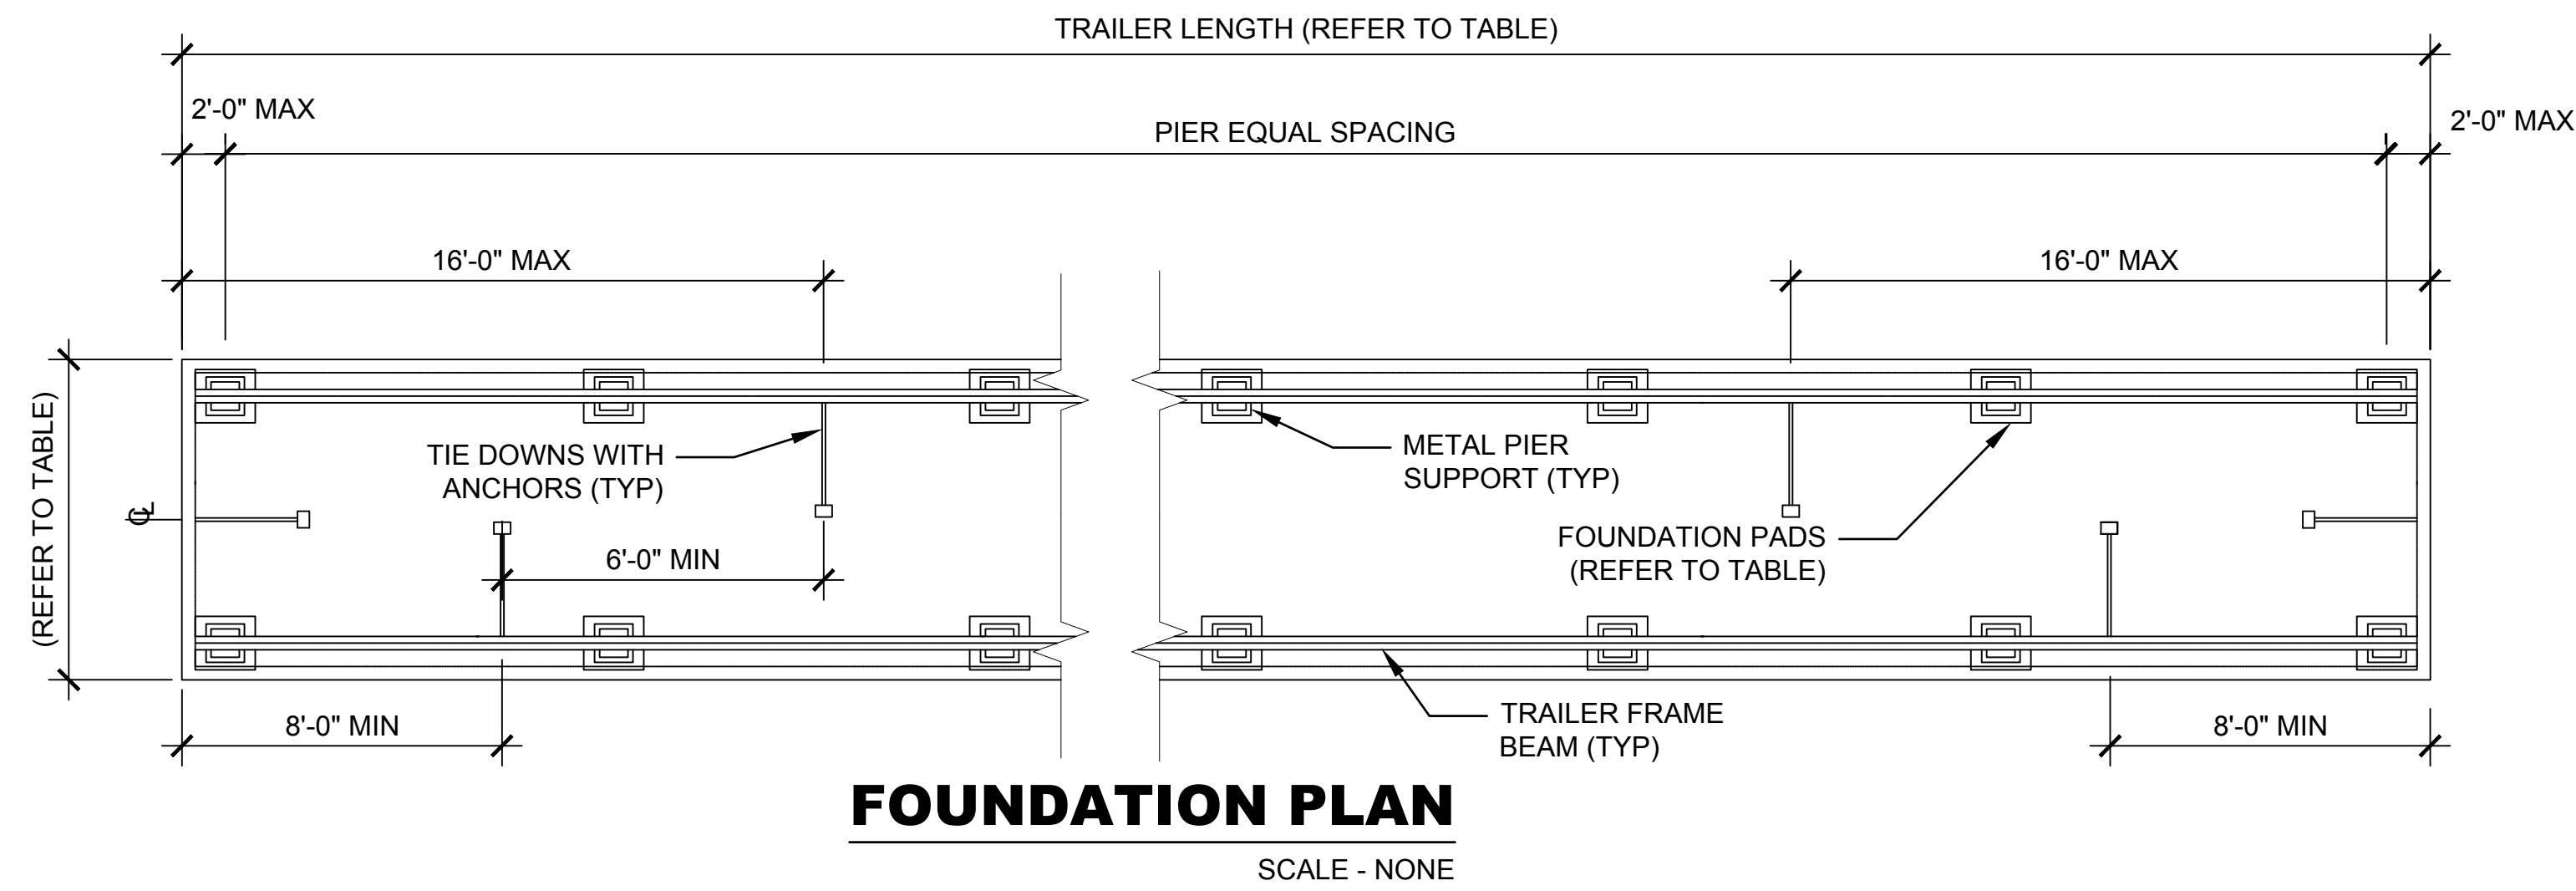 TRAILER LENGTH (REFER TO TABLE)
2'-0" MAX
PIER EQUAL SPACING
2'-0" MAX
16'-0" MAX
16'-0" MAX
(REFER TO TABLE)
TIE DOWNS WITH
ANCHORS (TYP)
METAL PIER
SUPPORT (TYP)
CL
FOUNDATION PADS
(REFER TO TABLE)
6'-0" MIN
8'-0" MIN
TRAILER FRAME
BEAM (TYP)
8'-0" MIN
FOUNDATION PLAN
SCALE - NONE